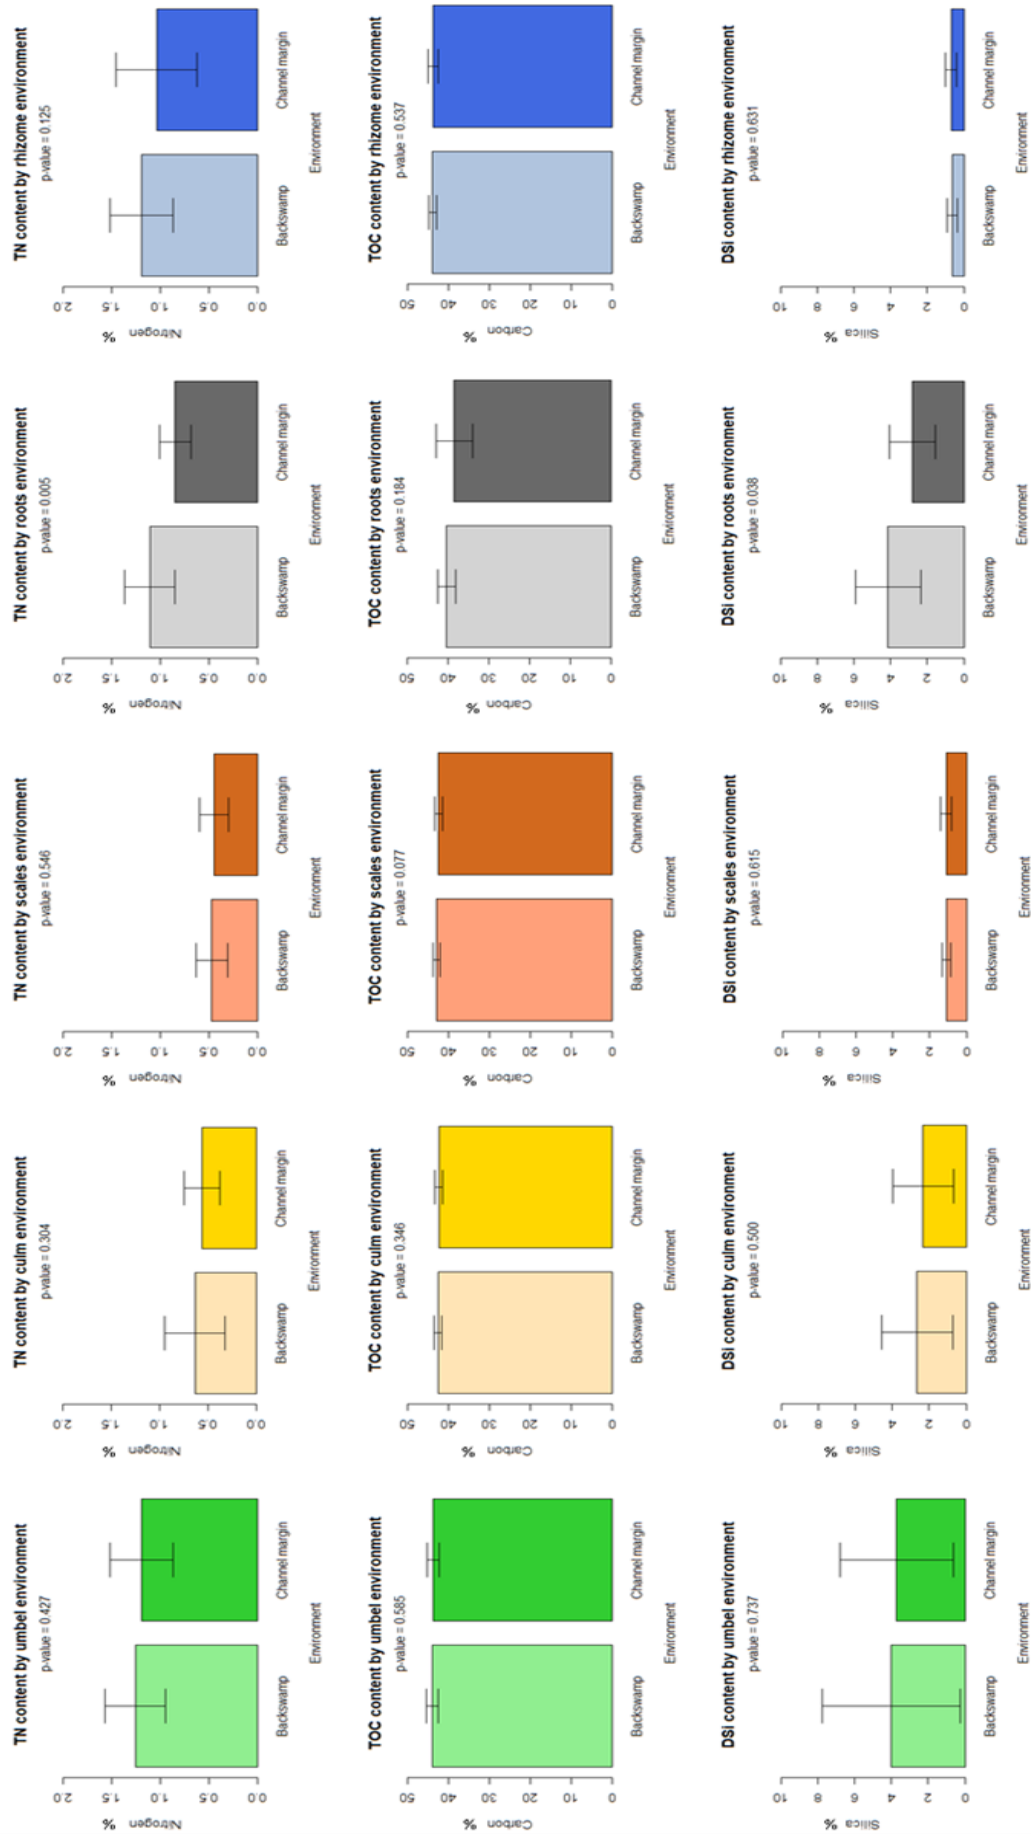 TN content by umbel environment
p-value = 0.427
Nitrogen %
2.0
1.5
1.0
0.5
0.0
Backswamp
Channel margin
Environment
TN content by culm environment
p-value = 0.304
Nitrogen %
2.0
1.5
1.0
0.5
0.0
Backswamp
Channel margin
Environment
TN content by scales environment
p-value = 0.546
Nitrogen %
2.0
1.5
1.0
0.5
0.0
Backswamp
Channel margin
Environment
TN content by roots environment
p-value = 0.005
Nitrogen %
2.0
1.5
1.0
0.5
0.0
Backswamp
Channel margin
Environment
TN content by rhizome environment
p-value = 0.125
Nitrogen %
2.0
1.5
1.0
0.5
0.0
Backswamp
Channel margin
Environment
TOC content by umbel environment
p-value = 0.585
Carbon %
50
40
30
20
10
0
Backswamp
Channel margin
Environment
TOC content by culm environment
p-value = 0.346
Carbon %
50
40
30
20
10
0
Backswamp
Channel margin
Environment
TOC content by scales environment
p-value = 0.077
Carbon %
50
40
30
20
10
0
Backswamp
Channel margin
Environment
TOC content by roots environment
p-value = 0.184
Carbon %
50
40
30
20
10
0
Backswamp
Channel margin
Environment
TOC content by rhizome environment
p-value = 0.537
Carbon %
50
40
30
20
10
0
Backswamp
Channel margin
Environment
DSi content by umbel environment
p-value = 0.737
Silica %
10
8
6
4
2
0
Backswamp
Channel margin
Environment
DSi content by culm environment
p-value = 0.500
Silica %
10
8
6
4
2
0
Backswamp
Channel margin
Environment
DSi content by scales environment
p-value = 0.615
Silica %
10
8
6
4
2
0
Backswamp
Channel margin
Environment
DSi content by roots environment
p-value = 0.038
Silica %
10
8
6
4
2
0
Backswamp
Channel margin
Environment
DSi content by rhizome environment
p-value = 0.631
Silica %
10
8
6
4
2
0
Backswamp
Channel margin
Environment